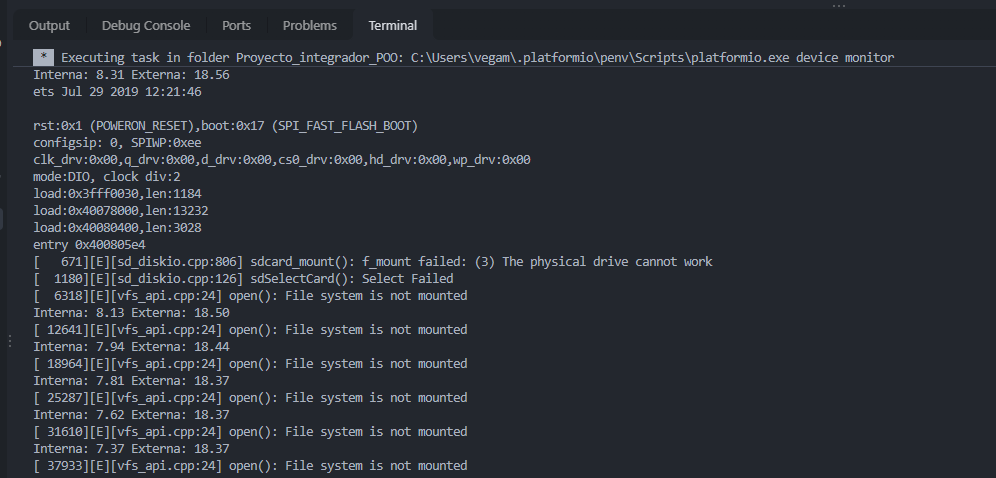 Output Debug Console Ports Problems Terminal
* Executing task in folder Proyecto_integrador_POO: C:\Users\vegam\.platformio\penv\Scripts\platformio.exe device monitor
Interna: 8.31 Externa: 18.56
ets Jul 29 2019 12:21:46
rst:0x1 (POWERON_RESET),boot:0x17 (SPI_FAST_FLASH_BOOT)
configsip: 0, SPIWP:0xee
clk_drv:0x00,q_drv:0x00,d_drv:0x00,cs0_drv:0x00,hd_drv:0x00,wp_drv:0x00
mode:DIO, clock div:2
load:0x3fff0030,len:1184
load:0x40078000,len:13232
load:0x40080400,len:3028
entry 0x400805e4
[   671][E][sd_diskio.cpp:806] sdcard_mount(): f_mount failed: (3) The physical drive cannot work
[  1180][E][sd_diskio.cpp:126] sdSelectCard(): Select Failed
[  6318][E][vfs_api.cpp:24] open(): File system is not mounted
Interna: 8.13 Externa: 18.50
[ 12641][E][vfs_api.cpp:24] open(): File system is not mounted
Interna: 7.94 Externa: 18.44
[ 18964][E][vfs_api.cpp:24] open(): File system is not mounted
Interna: 7.81 Externa: 18.37
[ 25287][E][vfs_api.cpp:24] open(): File system is not mounted
Interna: 7.62 Externa: 18.37
[ 31610][E][vfs_api.cpp:24] open(): File system is not mounted
Interna: 7.37 Externa: 18.37
[ 37933][E][vfs_api.cpp:24] open(): File system is not mounted